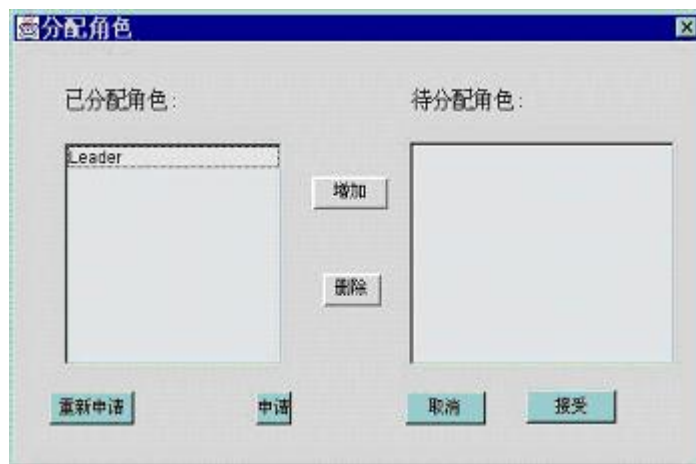 分配角色
已分配角色: 待分配角色:
Leader
增加
删除
重新申请 申请 取消 接受